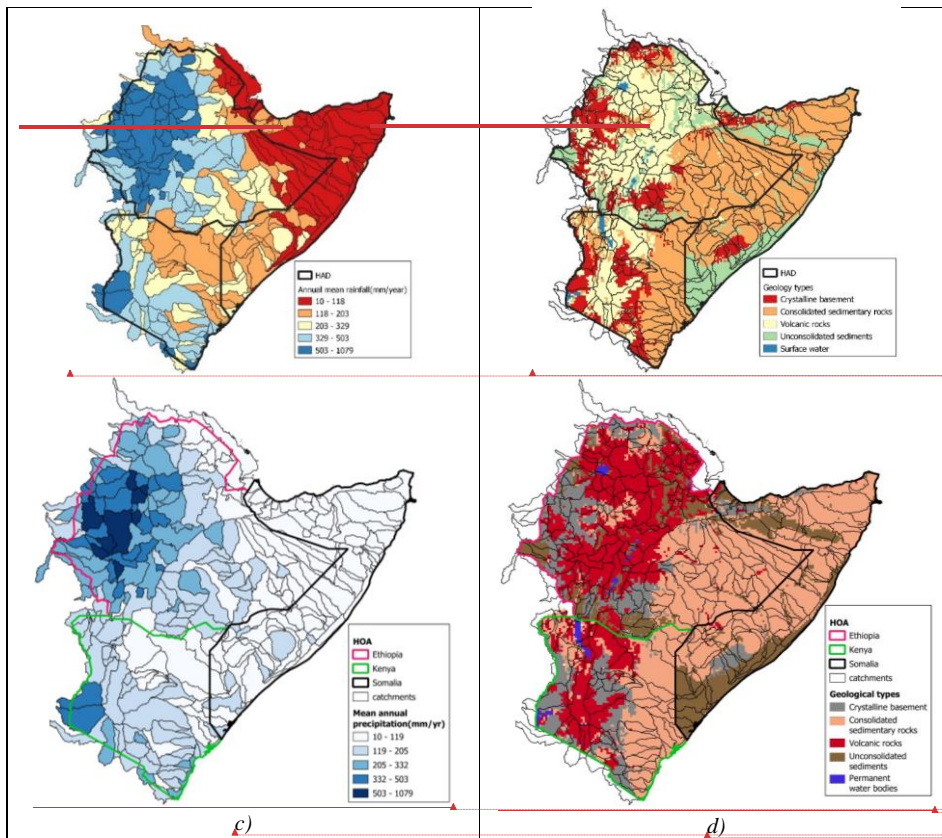 HAD
Annual mean rainfall(mm/year)
10 - 118
118 - 203
203 - 329
329 - 503
503 - 1079
HAD
Geology types
Crystalline basement
Consolidated sedimentary rocks
Volcanic rocks
Unconsolidated sediments
Surface water
HOA
Ethiopia
Kenya
Somalia
catchments
Mean annual
precipitation(mm/yr)
10 - 119
119 - 205
205 - 332
332 - 503
503 - 1079
HOA
Ethiopia
Kenya
Somalia
catchments
Geological types
Crystalline basement
Consolidated
sedimentary rocks
Volcanic rocks
Unconsolidated
sediments
Permanent
water bodies
c)
d)